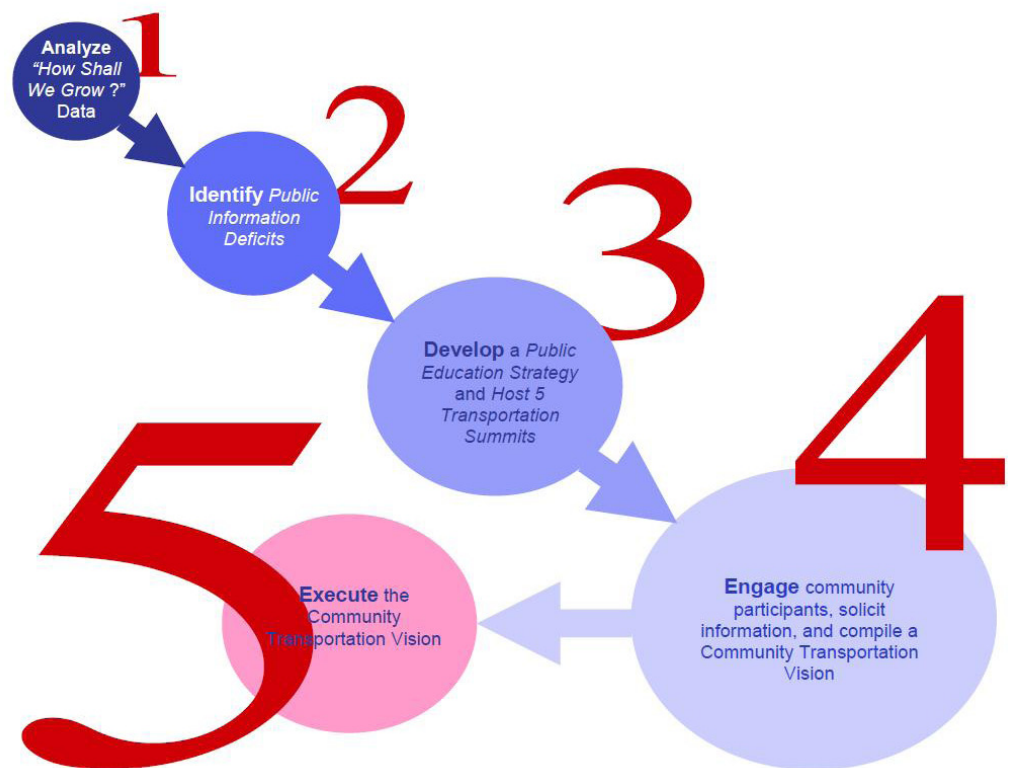 1
Analyze
“How Shall
We Grow ?”
Data
2
Identify Public
Information
Deficits
3
Develop a Public
Education Strategy
and Host 5
Transportation
Summits
4
Engage community
participants, solicit
information, and compile a
Community Transportation
Vision
5
Execute the
Community
Transportation Vision